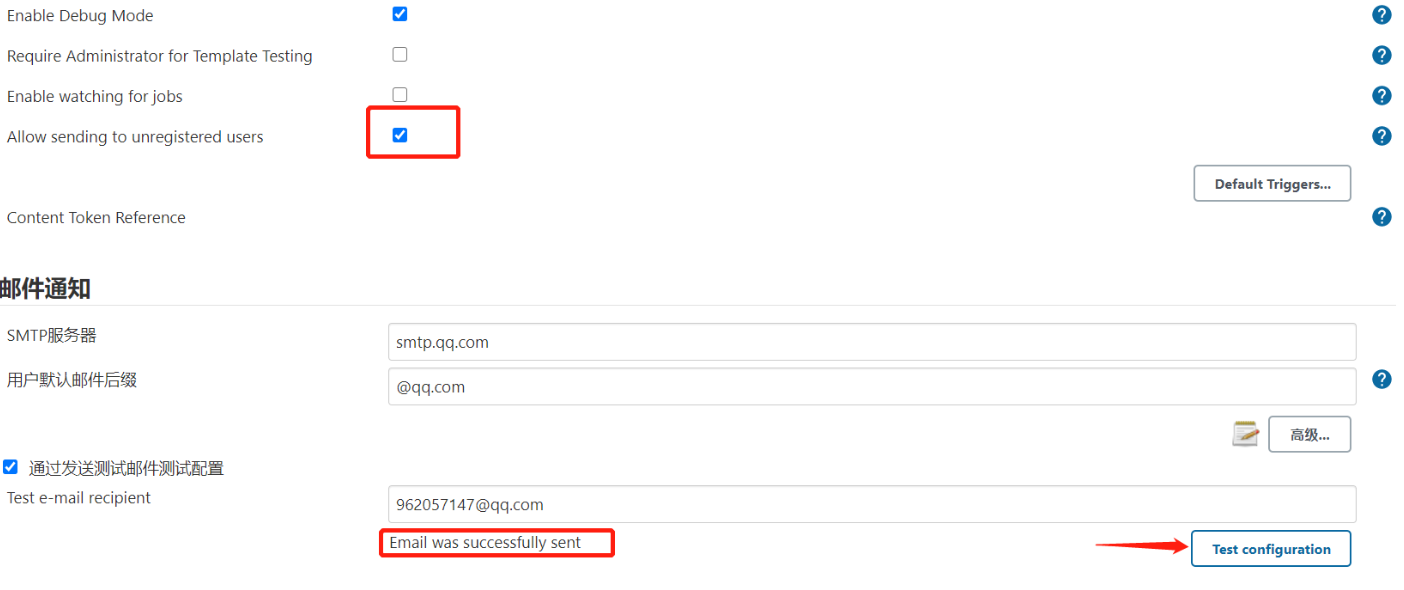 Enable Debug Mode
Require Administrator for Template Testing
Enable watching for jobs
Allow sending to unregistered users
Default Triggers...
Content Token Reference
邮件通知
SMTP服务器
smtp.qq.com
用户默认邮件后缀
@qq.com
高级...
通过发送测试邮件测试配置
Test e-mail recipient
962057147@qq.com
Email was successfully sent
Test configuration